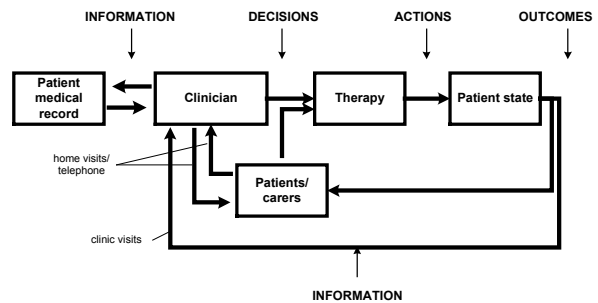 INFORMATION
DECISIONS
ACTIONS
OUTCOMES
Patient
medical
record
Clinician
Therapy
Patient state
home visits/
telephone
Patients/
carers
clinic visits
INFORMATION